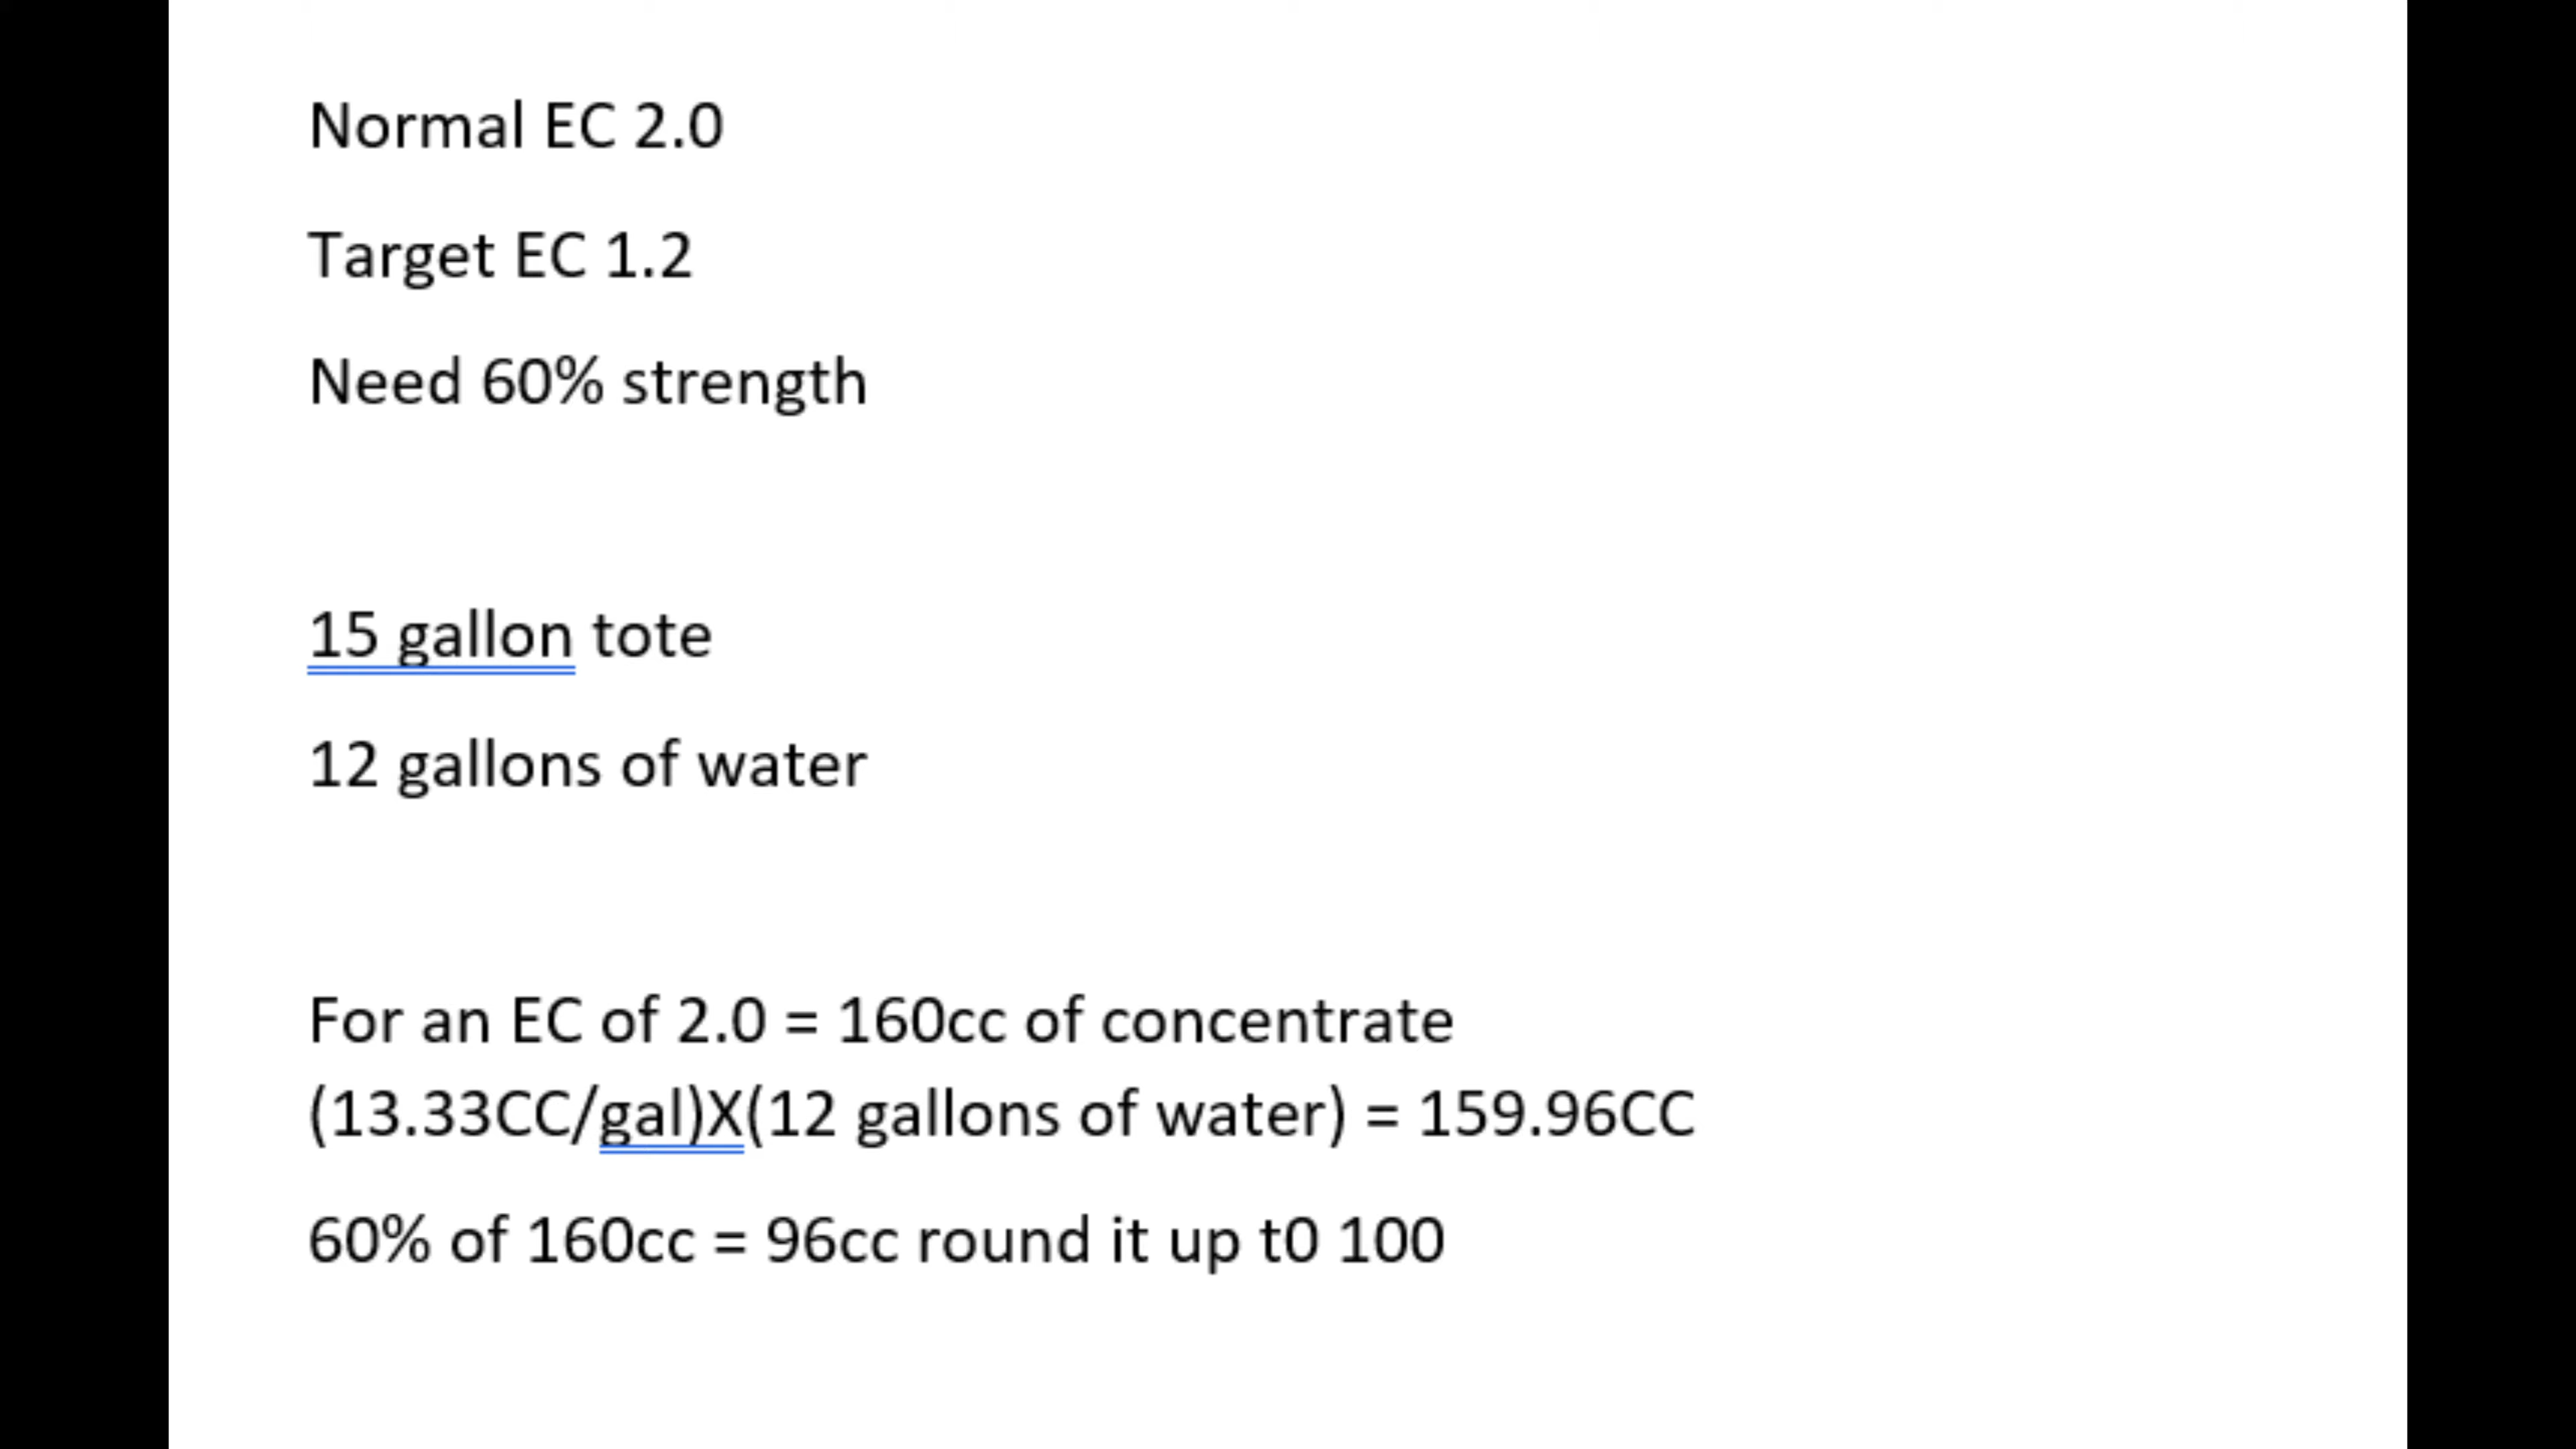 Normal EC 2.0
Target EC 1.2
Need 60% strength
15 gallon tote
12 gallons of water
For an EC of 2.0 = 160cc of concentrate
(13.33CC/gal)X(12 gallons of water) = 159.96CC
60% of 160cc = 96cc round it up t0 100